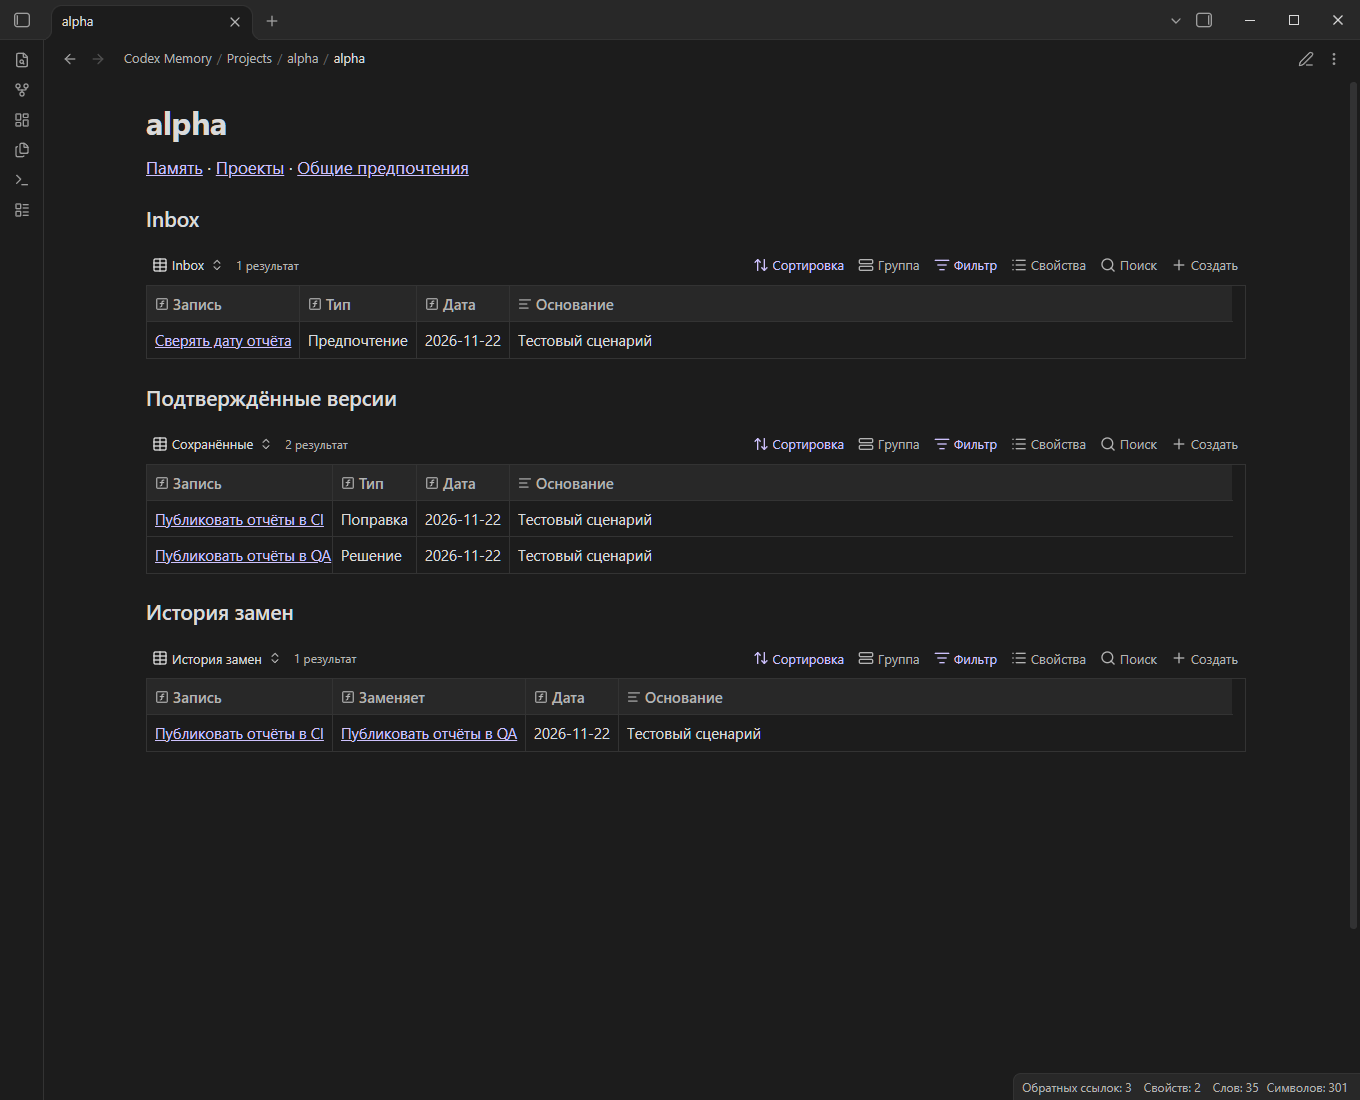 alpha
Codex Memory / Projects / alpha / alpha
alpha
Память · Проекты · Общие предпочтения
Inbox
Inbox 1 результат Сортировка Группа Фильтр Свойства Поиск Создать
Запись Тип Дата Основание
Сверять дату отчёта Предпочтение 2026-11-22 Тестовый сценарий
Подтверждённые версии
Сохранённые 2 результат Сортировка Группа Фильтр Свойства Поиск Создать
Запись Тип Дата Основание
Публиковать отчёты в CI Поправка 2026-11-22 Тестовый сценарий
Публиковать отчёты в QA Решение 2026-11-22 Тестовый сценарий
История замен
История замен 1 результат Сортировка Группа Фильтр Свойства Поиск Создать
Запись Заменяет Дата Основание
Публиковать отчёты в CI Публиковать отчёты в QA 2026-11-22 Тестовый сценарий
Обратных ссылок: 3 Свойств: 2 Слов: 35 Символов: 301